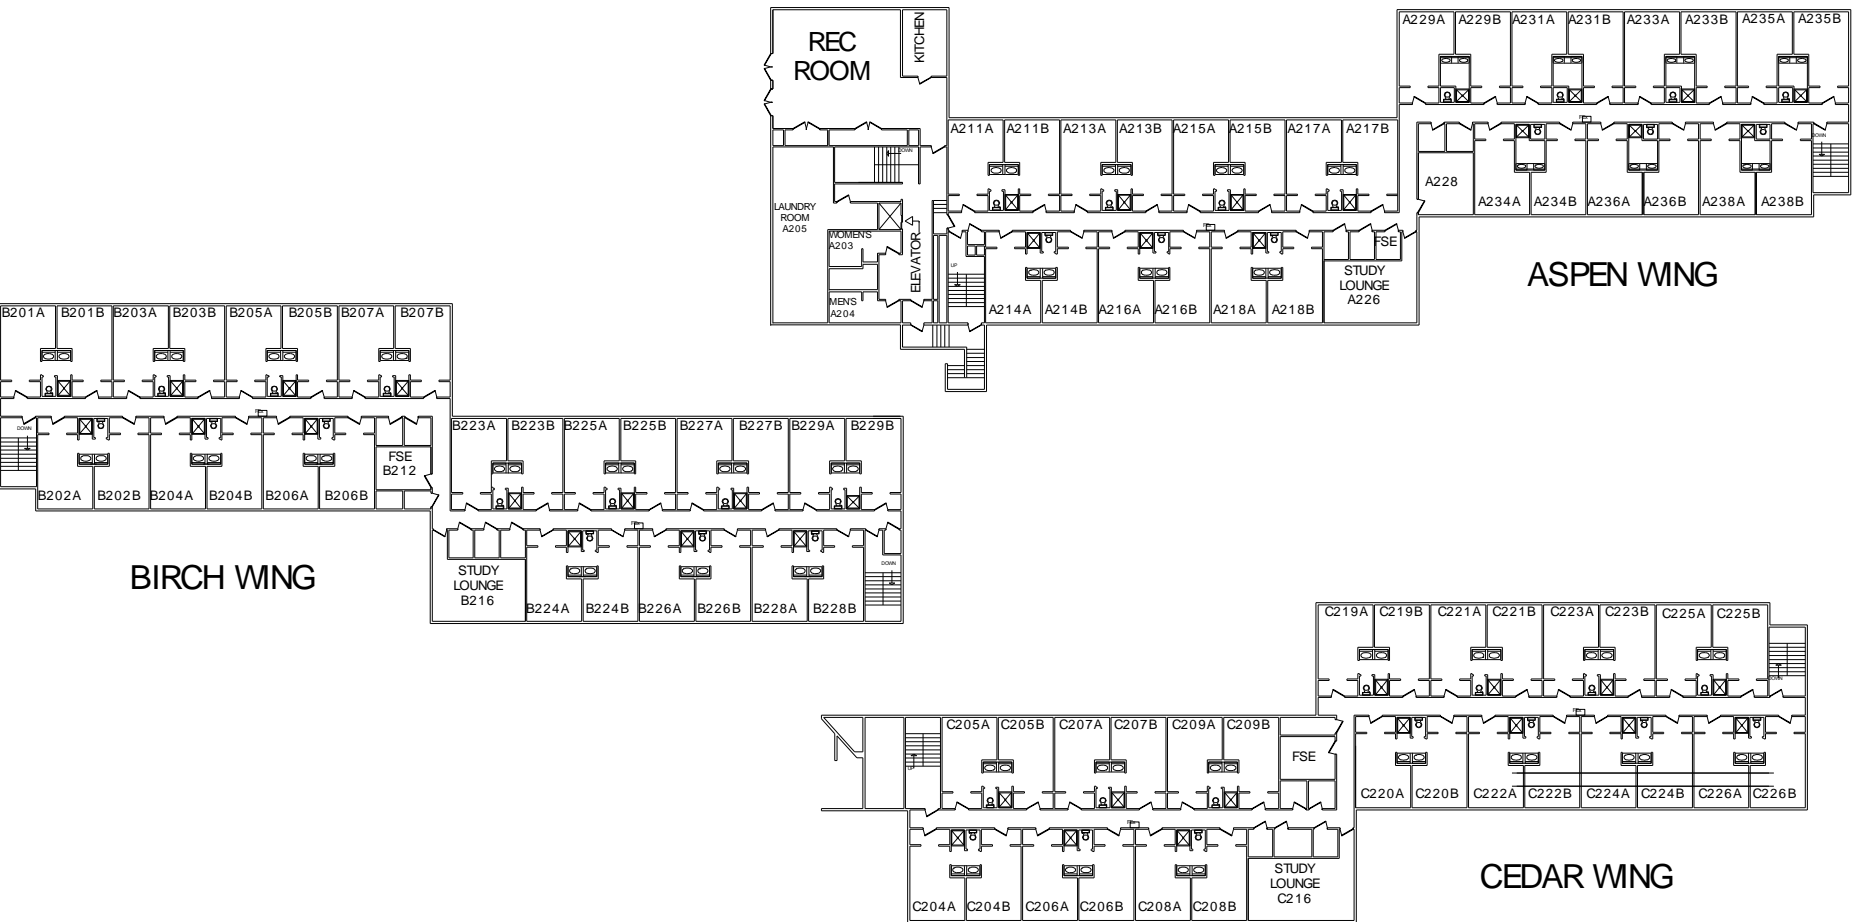 REC
ROOM
KITCHEN
DOWN
LAUNDRY
ROOM
A205
WOMEN'S
A203
MEN'S
A204
ELEVATOR
UP
A211A A211B A213A A213B A215A A215B A217A A217B
A214A A214B A216A A216B A218A A218B
FSE
STUDY
LOUNGE
A226
A229A A229B A231A A231B A233A A233B A235A A235B
DOWN
A228
A234A A234B A236A A236B A238A A238B
ASPEN WING
B201A B201B B203A B203B B205A B205B B207A B207B
DOWN
FSE
B212
B202A B202B B204A B204B B206A B206B
B223A B223B B225A B225B B227A B227B B229A B229B
DOWN
STUDY
LOUNGE
B216
B224A B224B B226A B226B B228A B228B
BIRCH WING
C219A C219B C221A C221B C223A C223B C225A C225B
DOWN
C220A C220B C222A C222B C224A C224B C226A C226B
C205A C205B C207A C207B C209A C209B
FSE
C204A C204B C206A C206B C208A C208B
STUDY
LOUNGE
C216
CEDAR WING